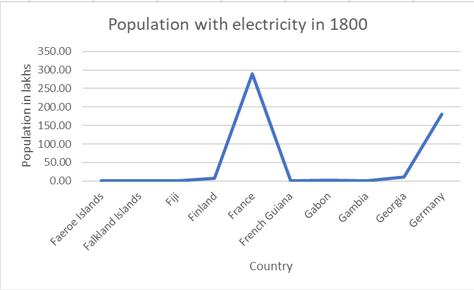 Population with electricity in 1800
Population in lakhs
350.00
300.00
250.00
200.00
150.00
100.00
50.00
0.00
Faeroe Islands
Falkland Islands
Fiji
Finland
France
French Guiana
Gabon
Gambia
Georgia
Germany
Country